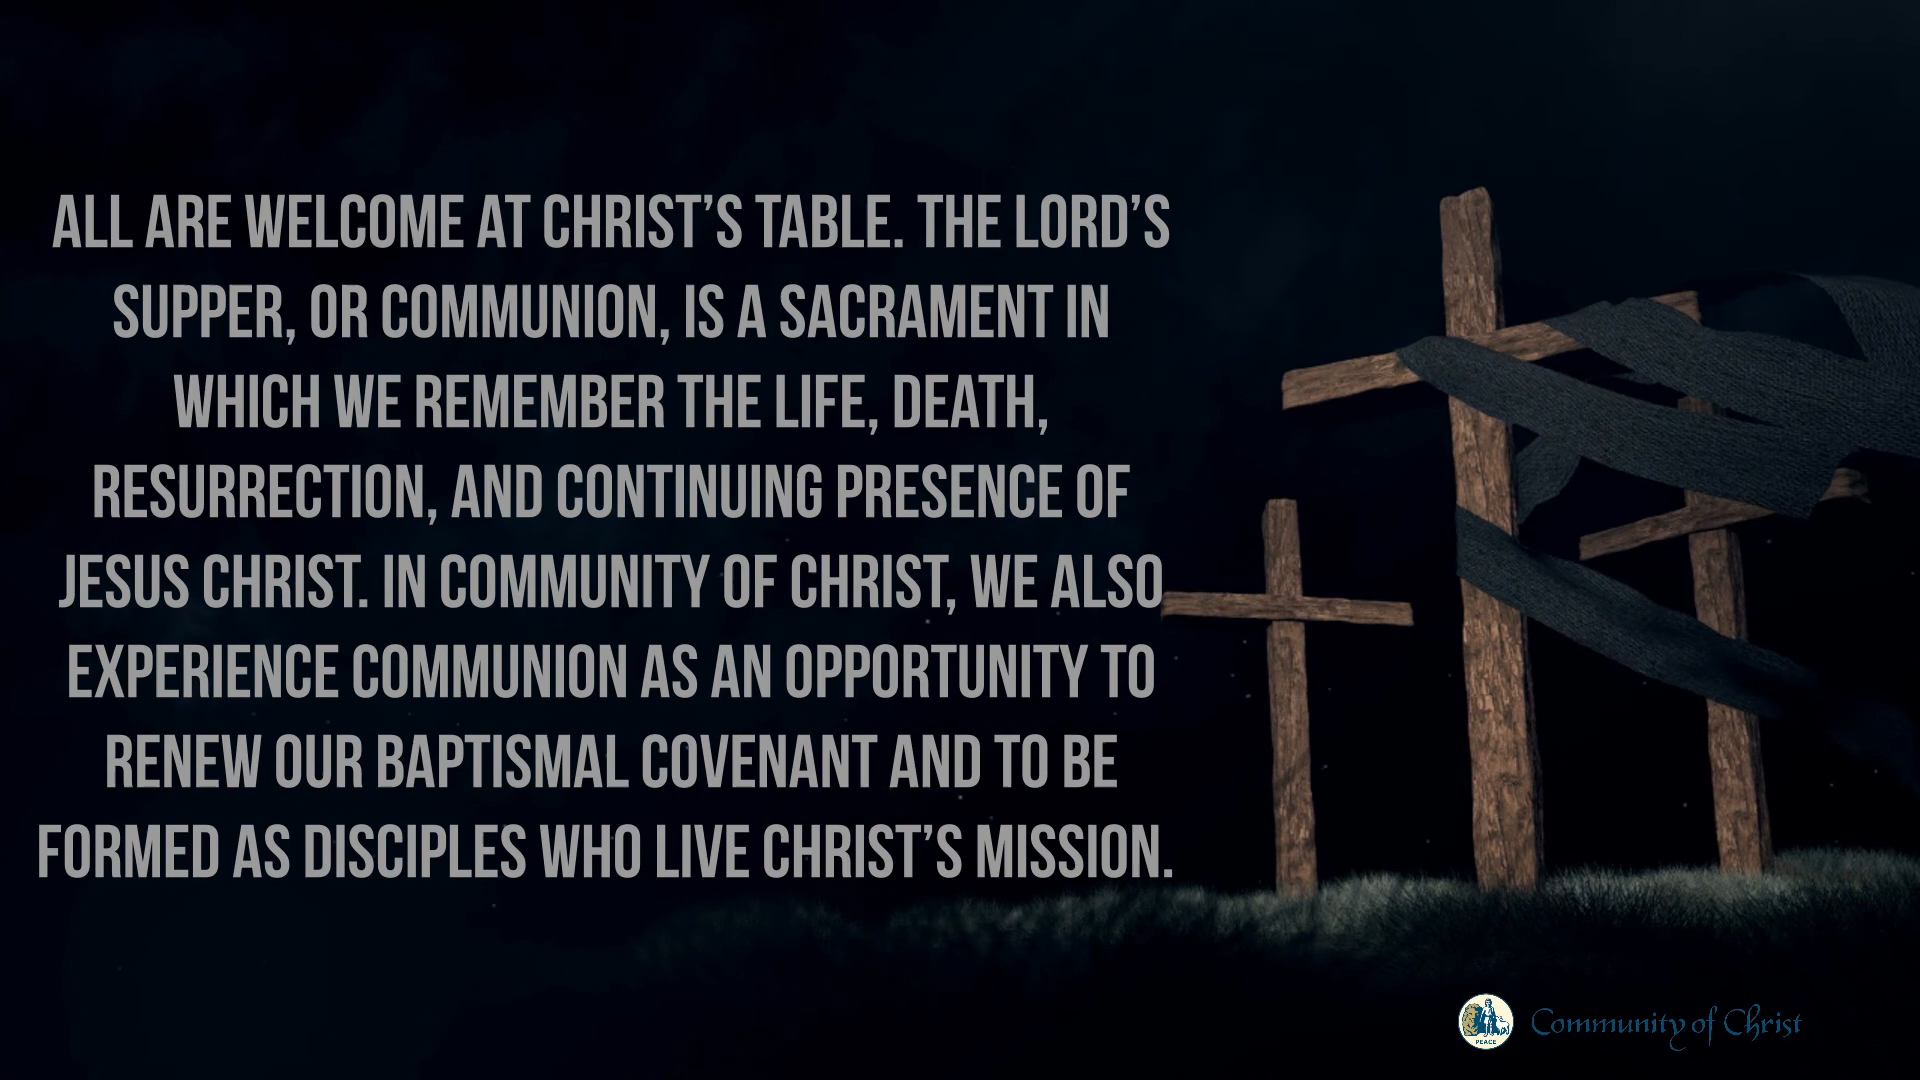 ALL ARE WELCOME AT CHRIST’S TABLE. THE LORD’S
SUPPER, OR COMMUNION, IS A SACRAMENT IN
WHICH WE REMEMBER THE LIFE, DEATH,
RESURRECTION, AND CONTINUING PRESENCE OF
JESUS CHRIST. IN COMMUNITY OF CHRIST, WE ALSO
EXPERIENCE COMMUNION AS AN OPPORTUNITY TO
RENEW OUR BAPTISMAL COVENANT AND TO BE
FORMED AS DISCIPLES WHO LIVE CHRIST’S MISSION.
PEACE
Community of Christ